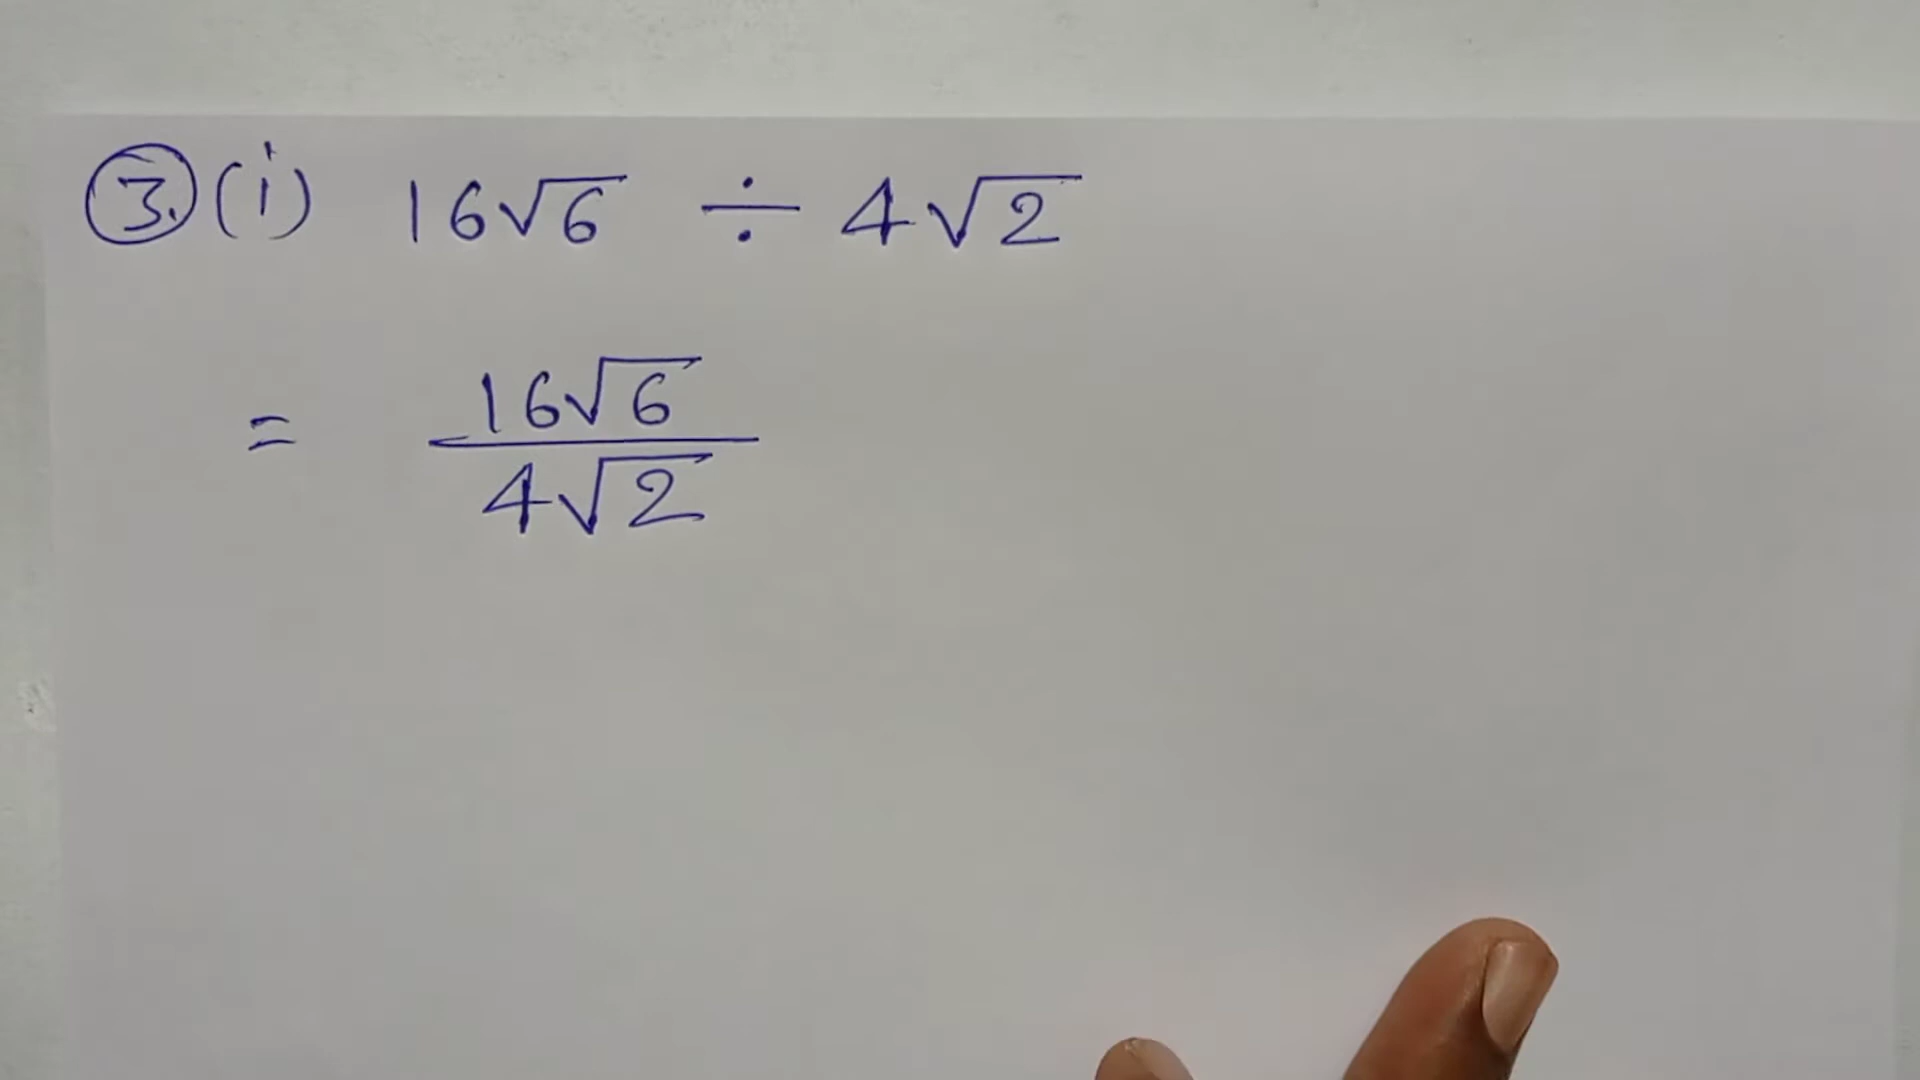 3. (i) 16√6 ÷ 4√2
= 16√6
4√2